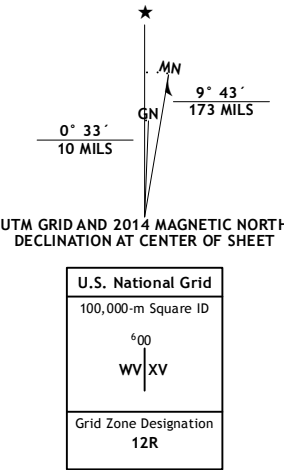 ★
MN
GN
9° 43´
173 MILS
0° 33´
10 MILS
UTM GRID AND 2014 MAGNETIC NORTH
DECLINATION AT CENTER OF SHEET
U.S. National Grid
100,000-m Square ID
⁶00
WV XV
Grid Zone Designation
12R